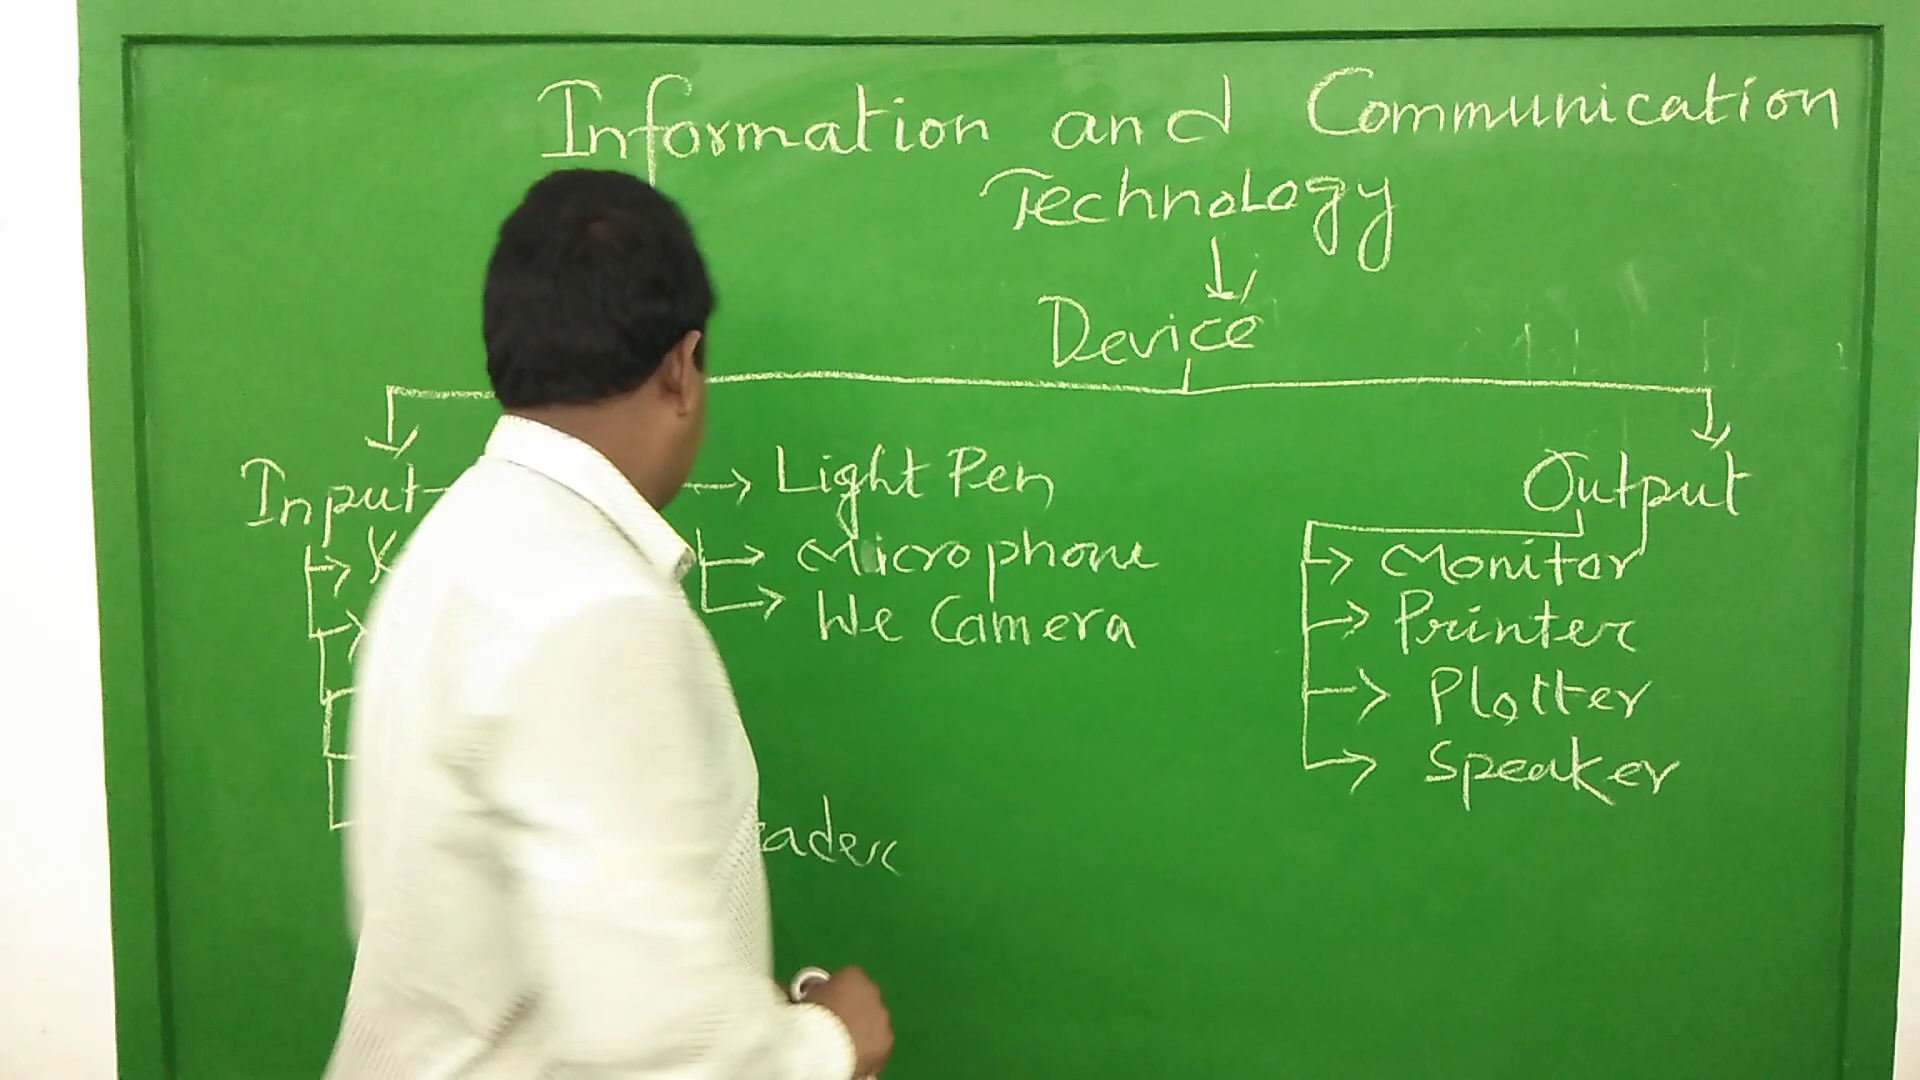 Information and Communication
Technology
Device
Input
Light Pen
Microphone
We Camera
Output
Monitor
Printer
Plotter
Speaker